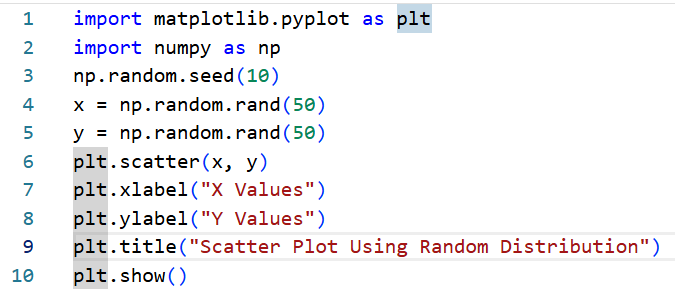 1 import matplotlib.pyplot as plt
2 import numpy as np
3 np.random.seed(10)
4 x = np.random.rand(50)
5 y = np.random.rand(50)
6 plt.scatter(x, y)
7 plt.xlabel("X Values")
8 plt.ylabel("Y Values")
9 plt.title("Scatter Plot Using Random Distribution")
10 plt.show()